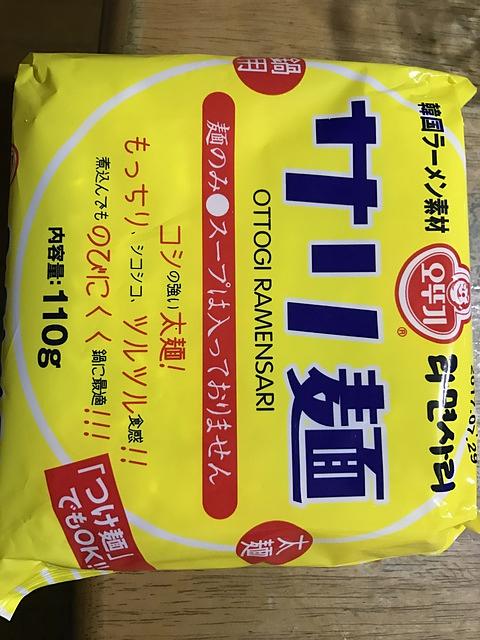 韓国ラーメン素材
오뚜기®
라면사리
サリ麺
OTTOGI RAMENSARI
鍋用
太麺
麺のみ●スープは入っておりません
コシの強い太麺!
もっちり、シコシコ、ツルツル食感!!
煮込んでものびにくく鍋に最適!!!
内容量:110g
「つけ麺」
でもOK!!